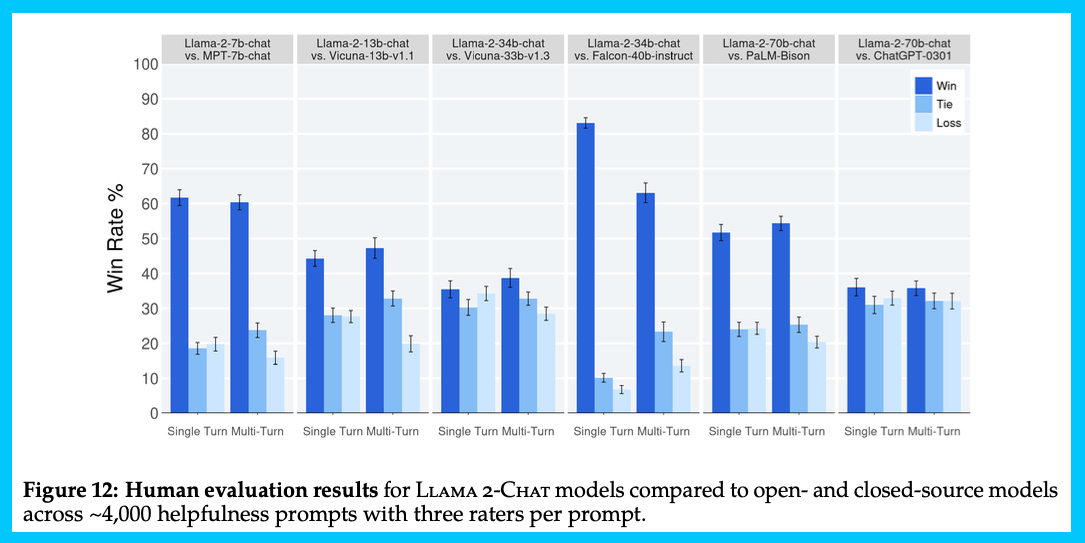 Llama-2-7b-chat
vs. MPT-7b-chat
Llama-2-13b-chat
vs. Vicuna-13b-v1.1
Llama-2-34b-chat
vs. Vicuna-33b-v1.3
Llama-2-34b-chat
vs. Falcon-40b-instruct
Llama-2-70b-chat
vs. PaLM-Bison
Llama-2-70b-chat
vs. ChatGPT-0301
Win Rate %
100
90
80
70
60
50
40
30
20
10
0
Win
Tie
Loss
Single Turn Multi-Turn
Single Turn Multi-Turn
Single Turn Multi-Turn
Single Turn Multi-Turn
Single Turn Multi-Turn
Single Turn Multi-Turn
Figure 12: Human evaluation results for LLAMA 2-CHAT models compared to open- and closed-source models
across ~4,000 helpfulness prompts with three raters per prompt.